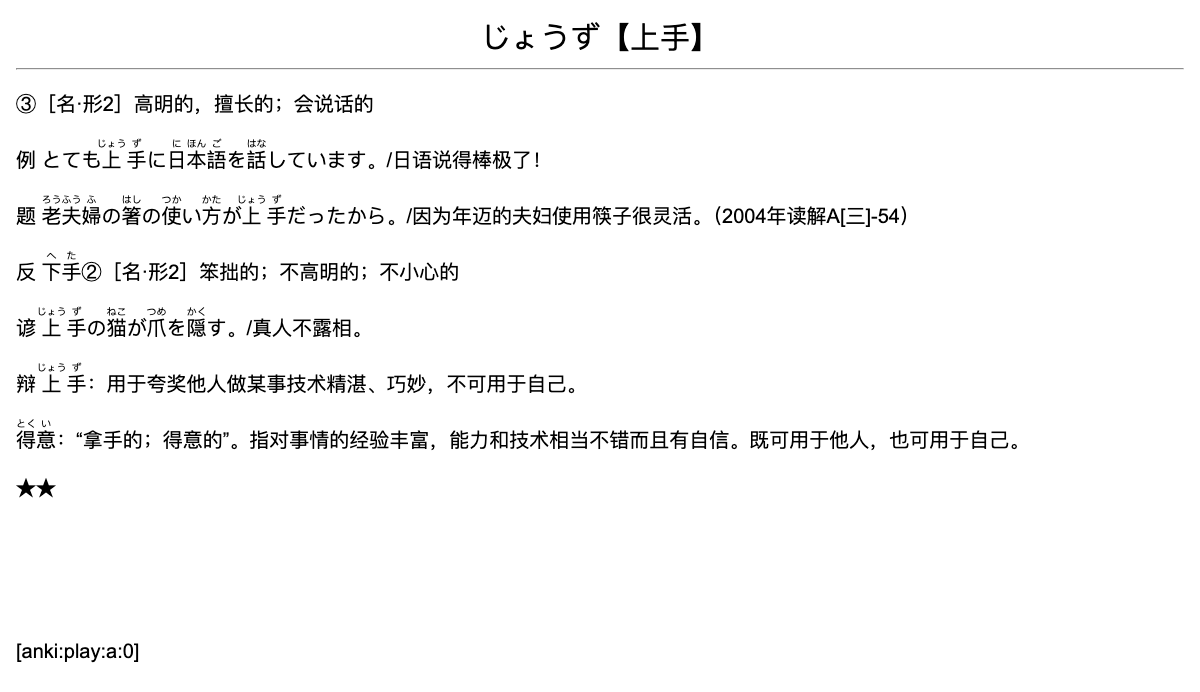 じょうず【上手】
③［名·形2］高明的，擅长的；会说话的
例 とても上手に日本語を話しています。/日语说得棒极了！
题 老夫婦の箸の使い方が上手だったから。/因为年迈的夫妇使用筷子很灵活。（2004年读解A[三]-54）
反 下手②［名·形2］笨拙的；不高明的；不小心的
谚 上手の猫が爪を隠す。/真人不露相。
辩 上手：用于夸奖他人做某事技术精湛、巧妙，不可用于自己。
得意：“拿手的；得意的”。指对事情的经验丰富，能力和技术相当不错而且有自信。既可用于他人，也可用于自己。
★★
[anki:play:a:0]